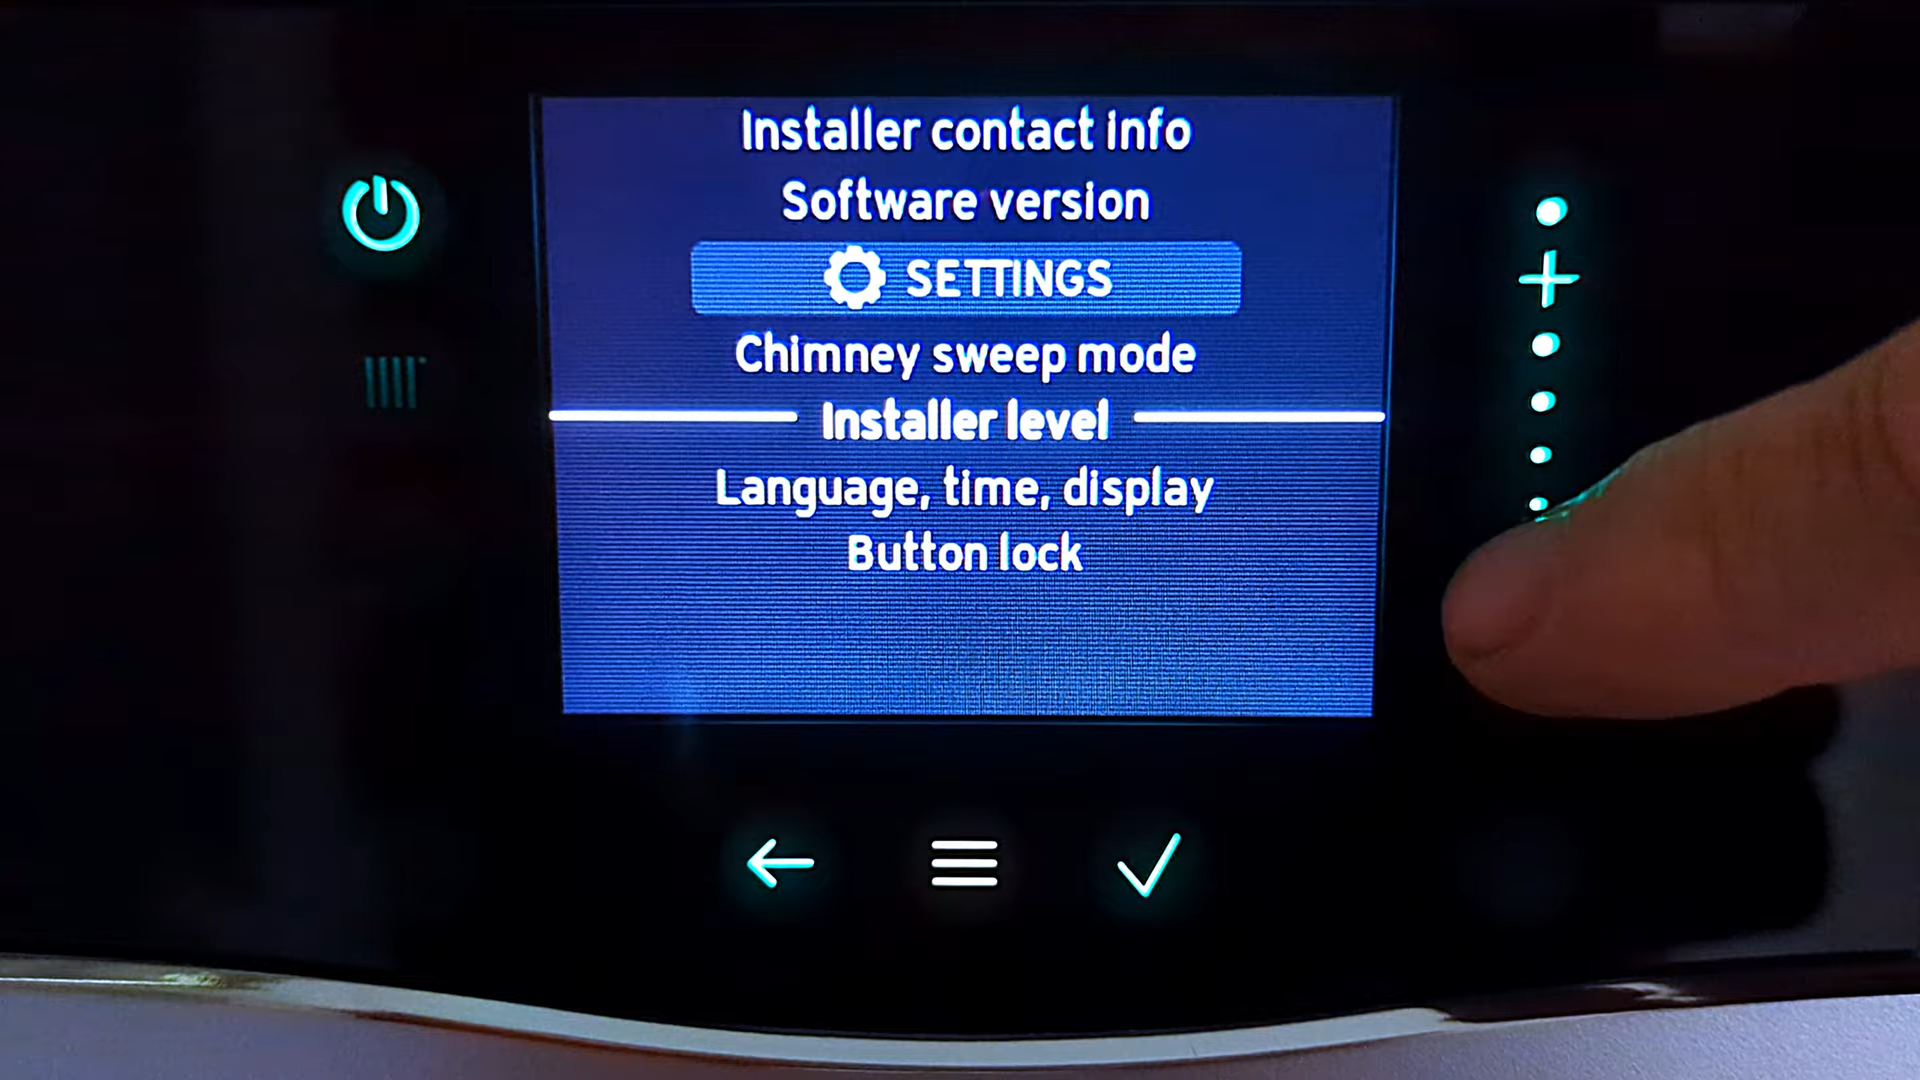 Installer contact info
Software version
SETTINGS
Chimney sweep mode
Installer level
Language, time, display
Button lock